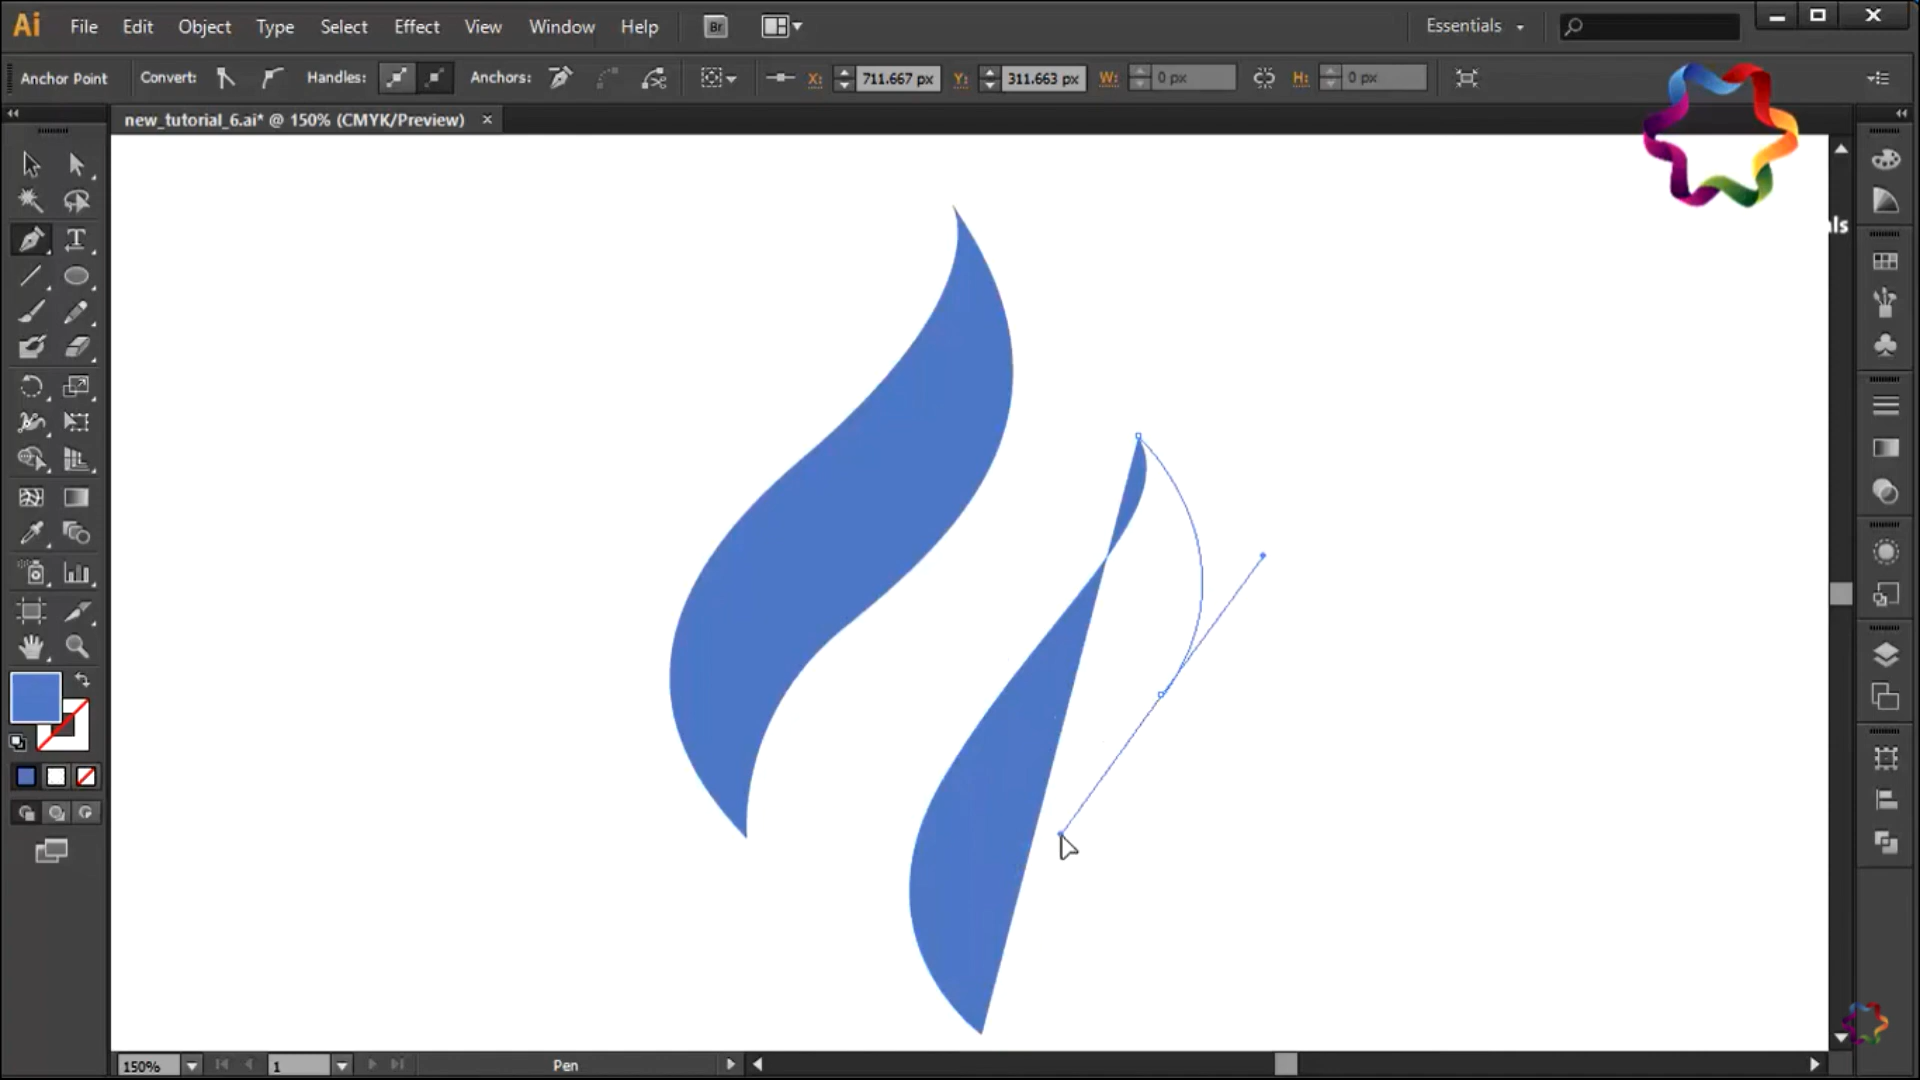 Ai File Edit Object Type Select Effect View Window Help Br Essentials
Anchor Point Convert: Handles: Anchors: X: 711.667 px Y: 311.663 px W: 0 px H: 0 px
new_tutorial_6.ai* @ 150% (CMYK/Preview)
als
T
150% 1 Pen